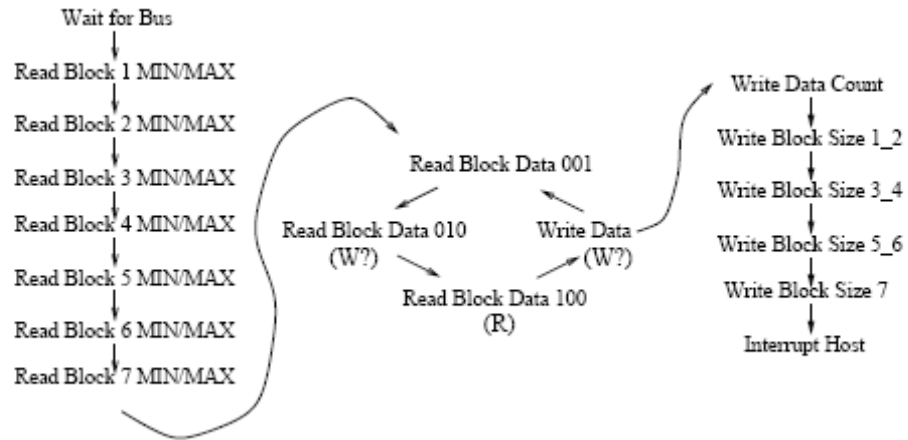 Wait for Bus
Read Block 1 MIN/MAX
Read Block 2 MIN/MAX
Read Block 3 MIN/MAX
Read Block 4 MIN/MAX
Read Block 5 MIN/MAX
Read Block 6 MIN/MAX
Read Block 7 MIN/MAX
Read Block Data 001
Read Block Data 010
(W?)
Read Block Data 100
(R)
Write Data
(W?)
Write Data Count
Write Block Size 1_2
Write Block Size 3_4
Write Block Size 5_6
Write Block Size 7
Interrupt Host